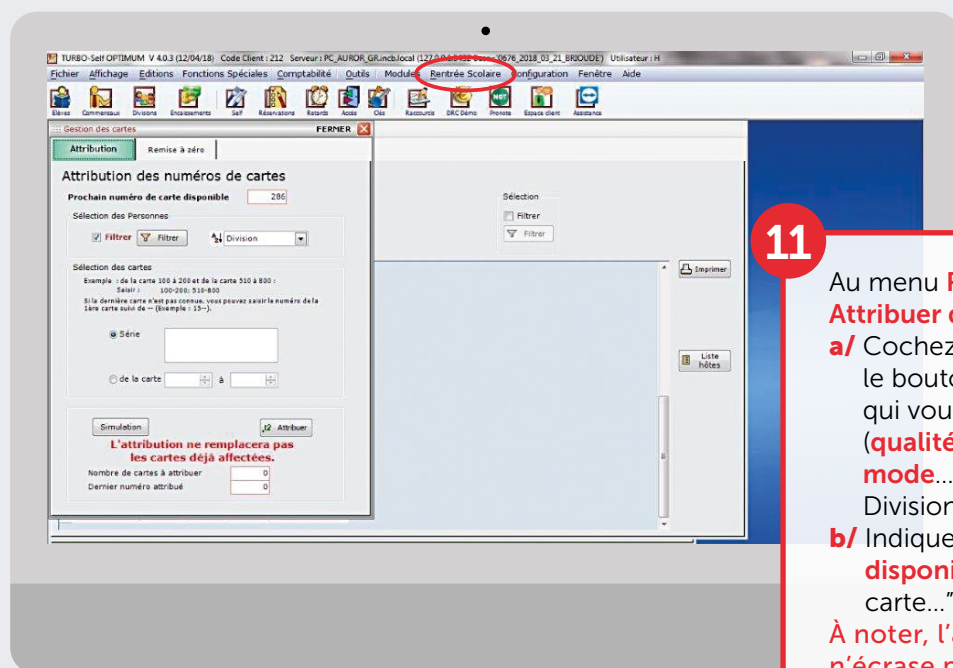 TURBO-Self OPTIMUM V 4.0.3 (12/04/18) Code Client : 212 Serveur : PC_AUROR_GR.incb.local Utilisateur : H
Fichier Affichage Editions Fonctions Spéciales Comptabilité Outils Modules Rentrée Scolaire Configuration Fenêtre Aide
Elèves Commensaux Divisions Encaissements Self Réservations Retards Accès Clés Raccourcis DRC Démo Pronote Espace client Assistance
Gestion des cartes FERMER
Attribution Remise à zéro
Attribution des numéros de cartes
Prochain numéro de carte disponible 286
Sélection des Personnes
Filtrer Filtrer Division
Sélection des cartes
Exemple : de la carte 100 à 200 et de la carte 510 à 800 :
Saisir : 100-200; 510-800
Si la dernière carte n'est pas connue, vous pouvez saisir le numéro de la
1ère carte suivi de -- (Exemple : 15--).
Série
de la carte à
Simulation Attribuer
L'attribution ne remplacera pas
les cartes déjà affectées.
Nombre de cartes à attribuer 0
Dernier numéro attribué 0
Sélection
Filtrer
Filtrer
Imprimer
Liste
hôtes
11
Au menu
Attribuer
a/ Cochez
le bouto
qui vou
(qualité
mode...
Division
b/ Indique
disponi
carte..."
À noter, l'a
n'écrase